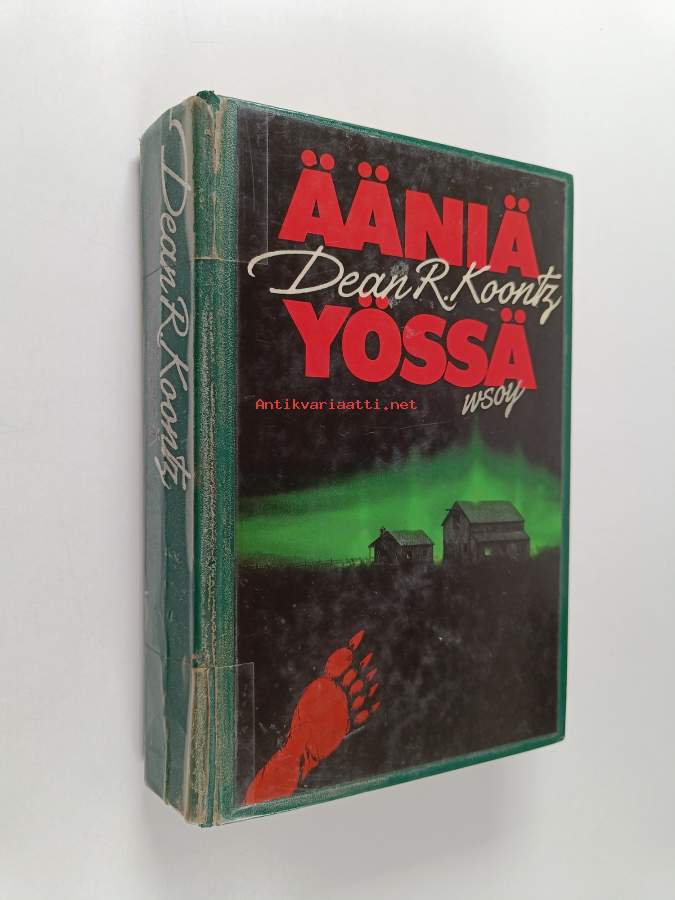 Dean R. Koontz
ÄÄNIÄ
Dean R. Koontz
YÖSSÄ
wsoy
Antikvariaatti.net